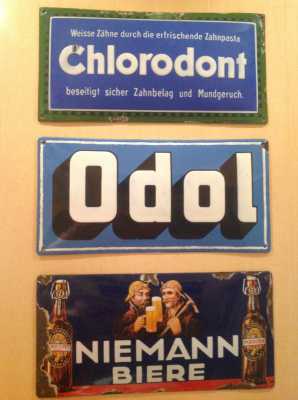 Weisse Zähne durch die erfrischende Zahnpasta
Chlorodont
beseitigt sicher Zahnbelag und Mundgeruch.
Odol
NIEMANN
BIERE